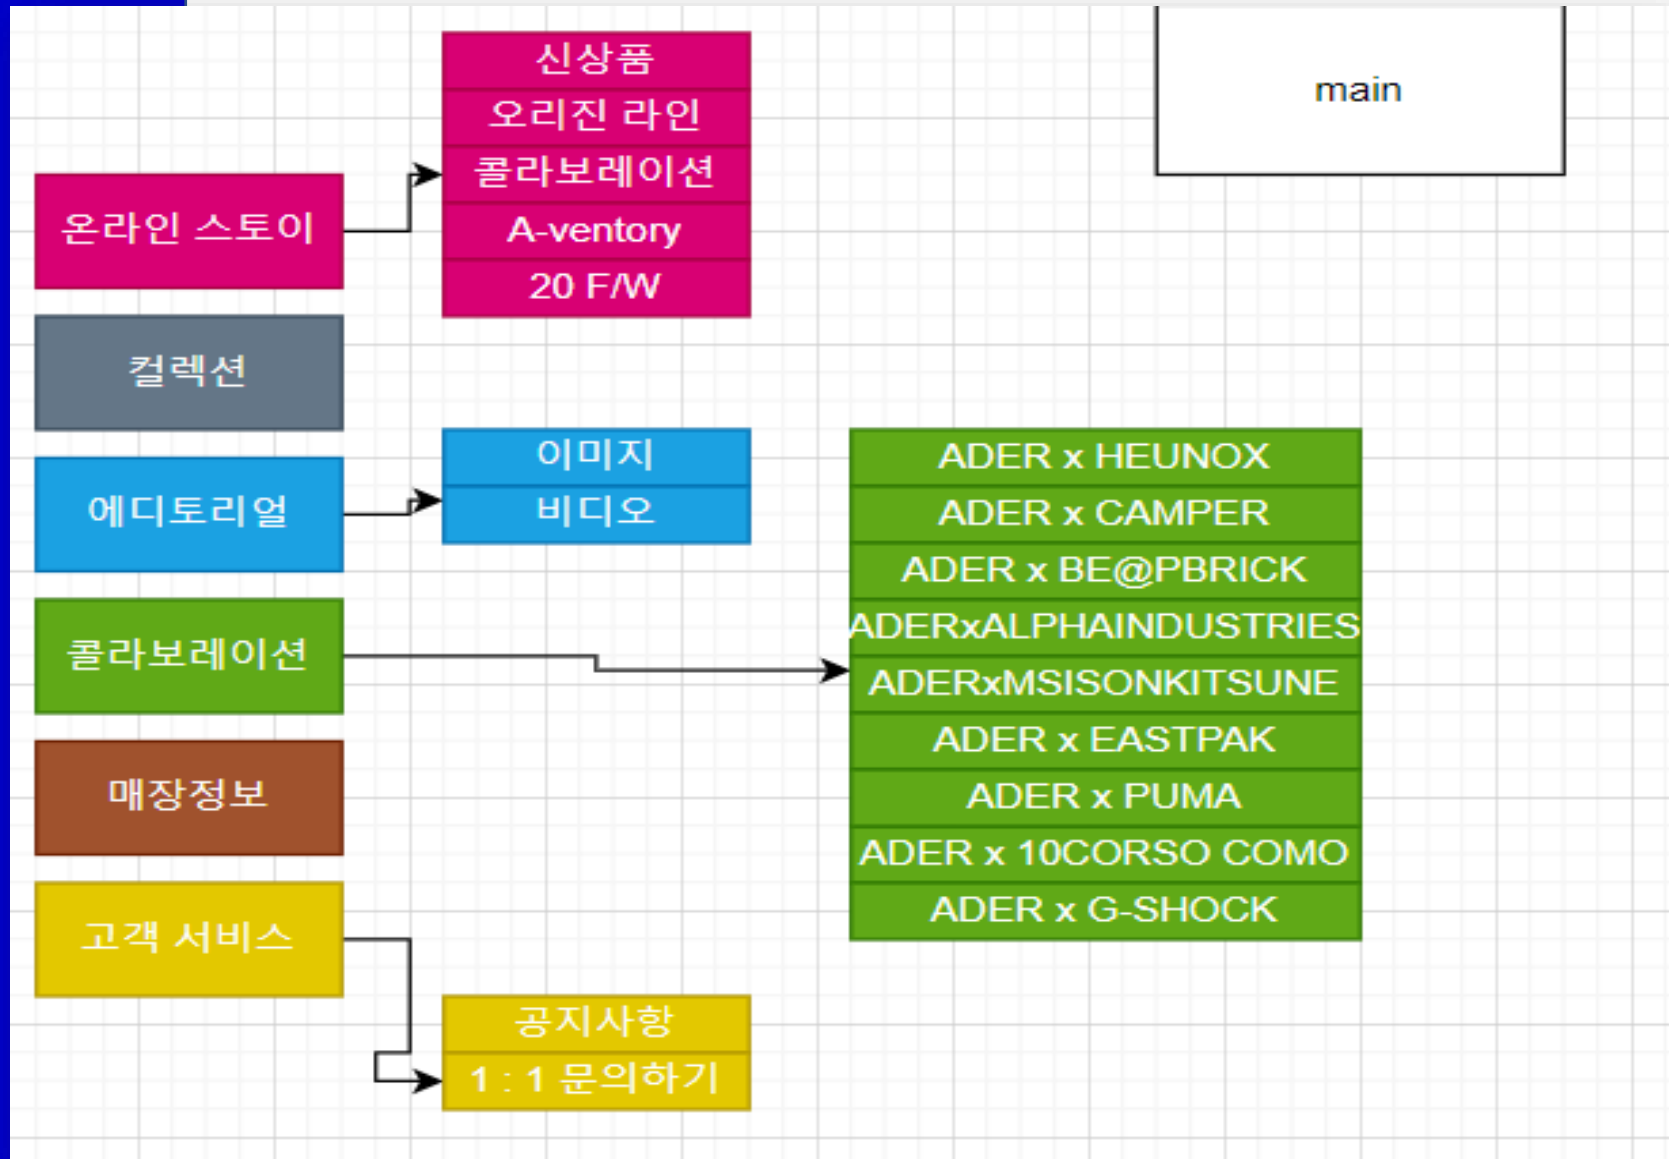 main
신상품
오리진 라인
콜라보레이션
A-ventory
20 F/W
온라인 스토이
컬렉션
에디토리얼
이미지
비디오
콜라보레이션
ADER x HEUNOX
ADER x CAMPER
ADER x BE@PBRICK
ADERxALPHAINDUSTRIES
ADERxMSISONKITSUNE
ADER x EASTPAK
ADER x PUMA
ADER x 10CORSO COMO
ADER x G-SHOCK
매장정보
고객 서비스
공지사항
1 : 1 문의하기